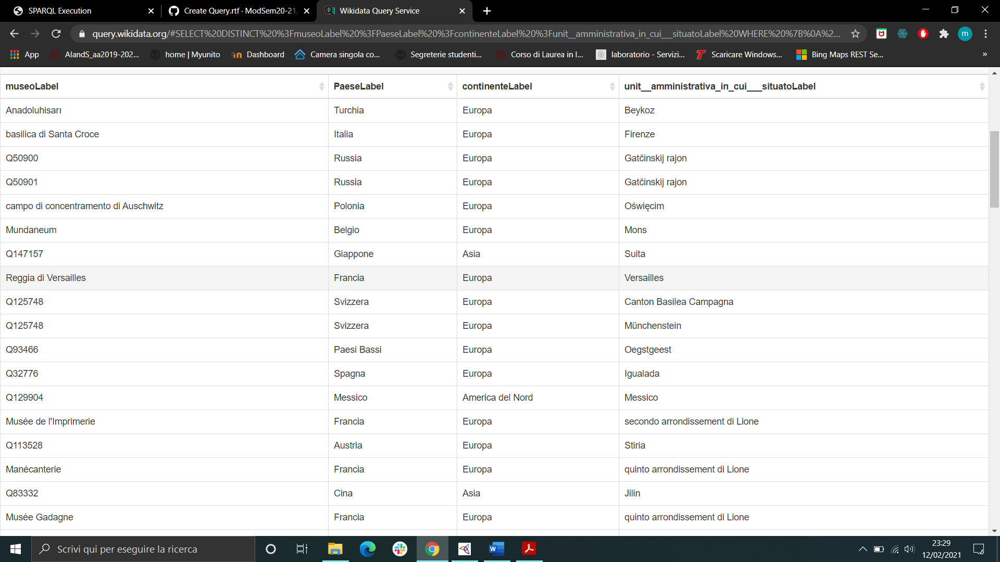 SPARQL Execution
Create Query.rtf · ModSem20-21/
Wikidata Query Service
query.wikidata.org/#SELECT%20DISTINCT%20%3FmuseoLabel%20%3FPaeseLabel%20%3FcontinenteLabel%20%3Funit__amministrativa_in_cui___situatoLabel%20WHERE%20%7B%0A%2...
m
App
AlandS_aa2019-202...
home | Myunito
Dashboard
Camera singola co...
Segreterie studenti...
Corso di Laurea in I...
laboratorio - Servizi...
Scaricare Windows...
Bing Maps REST Se...
»
museoLabel PaeseLabel continenteLabel unit__amministrativa_in_cui___situatoLabel
Anadoluhisarı Turchia Europa Beykoz
basilica di Santa Croce Italia Europa Firenze
Q50900 Russia Europa Gatčinskij rajon
Q50901 Russia Europa Gatčinskij rajon
campo di concentramento di Auschwitz Polonia Europa Oświęcim
Mundaneum Belgio Europa Mons
Q147157 Giappone Asia Suita
Reggia di Versailles Francia Europa Versailles
Q125748 Svizzera Europa Canton Basilea Campagna
Q125748 Svizzera Europa Münchenstein
Q93466 Paesi Bassi Europa Oegstgeest
Q32776 Spagna Europa Igualada
Q129904 Messico America del Nord Messico
Musée de l'Imprimerie Francia Europa secondo arrondissement di Lione
Q113528 Austria Europa Stiria
Manécanterie Francia Europa quinto arrondissement di Lione
Q83332 Cina Asia Jilin
Musée Gadagne Francia Europa quinto arrondissement di Lione
Scrivi qui per eseguire la ricerca
23:29
12/02/2021